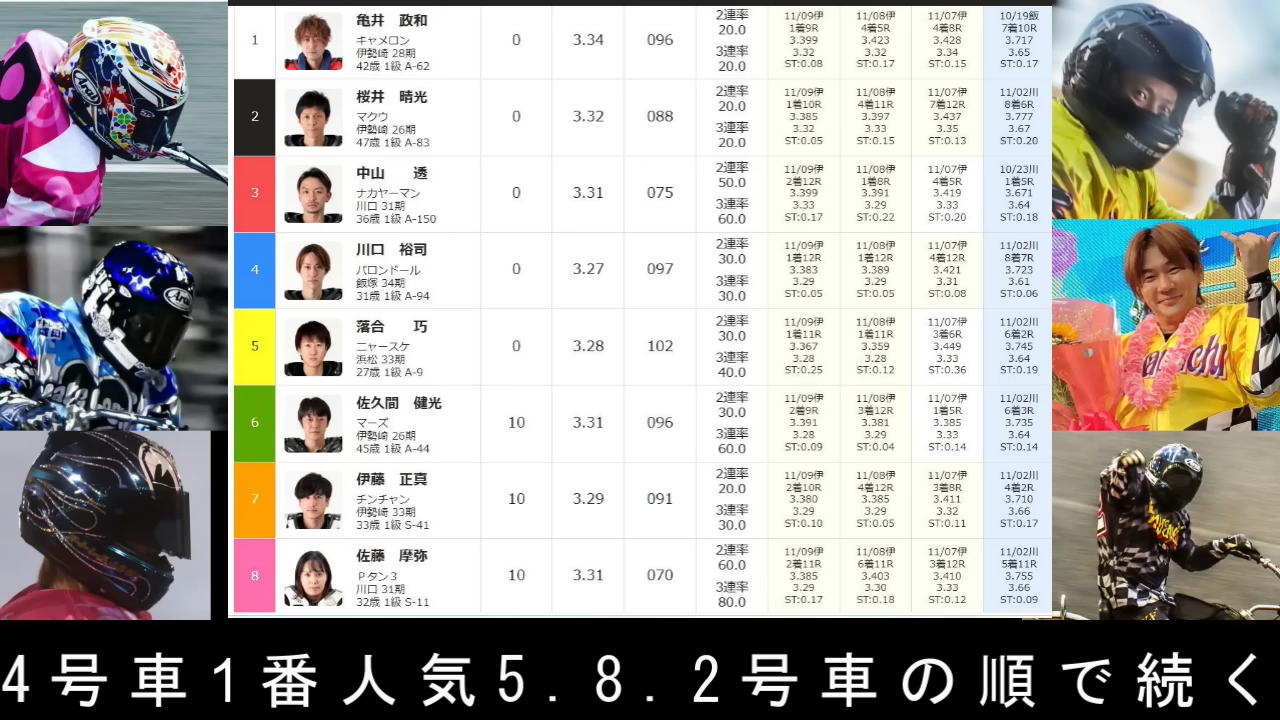 1
亀井 政和
キャメロン
伊勢崎 28期
42歳 1級 A-62
0
3.34
096
2連率
20.0
3連率
20.0
11/09伊
1着9R
3.399
3.32
ST:0.08
11/08伊
4着5R
3.423
3.32
ST:0.17
11/07伊
4着8R
3.428
3.34
ST:0.15
10/19飯
7着10R
3.717
3.65
ST:0.17
2
桜井 晴光
マクウ
伊勢崎 26期
47歳 1級 A-83
0
3.32
088
2連率
20.0
3連率
20.0
11/09伊
1着10R
3.385
3.32
ST:0.05
11/08伊
4着11R
3.397
3.33
ST:0.15
11/07伊
7着12R
3.437
3.35
ST:0.13
11/02川
8着6R
3.777
3.67
ST:0.20
3
中山 透
ナカヤーマン
川口 31期
36歳 1級 A-150
0
3.31
075
2連率
50.0
3連率
60.0
11/09伊
2着12R
3.399
3.33
ST:0.17
11/08伊
1着8R
3.391
3.29
ST:0.22
11/07伊
4着5R
3.419
3.33
ST:0.20
10/23川
1着5R
3.671
3.64
ST:0.18
4
川口 裕司
バロンドール
飯塚 34期
31歳 1級 A-94
0
3.27
097
2連率
30.0
3連率
30.0
11/09伊
1着12R
3.383
3.29
ST:0.05
11/08伊
1着12R
3.389
3.29
ST:0.05
11/07伊
4着12R
3.421
3.31
ST:0.08
11/02川
8着7R
3.723
3.61
ST:0.06
5
落合 巧
ニャースケ
浜松 33期
27歳 1級 A-9
0
3.28
102
2連率
30.0
3連率
40.0
11/09伊
1着11R
3.367
3.28
ST:0.25
11/08伊
1着11R
3.359
3.28
ST:0.12
11/07伊
3着6R
3.449
3.33
ST:0.36
11/02川
6着2R
3.745
3.64
ST:0.19
6
佐久間 健光
マーズ
伊勢崎 26期
45歳 1級 A-44
10
3.31
096
2連率
30.0
3連率
60.0
11/09伊
2着9R
3.391
3.28
ST:0.09
11/08伊
3着12R
3.381
3.29
ST:0.04
11/07伊
1着5R
3.385
3.33
ST:0.14
11/02川
6着3R
3.735
3.64
ST:0.14
7
伊藤 正真
チンチャン
伊勢崎 33期
33歳 1級 S-41
10
3.29
091
2連率
20.0
3連率
30.0
11/09伊
2着10R
3.380
3.29
ST:0.10
11/08伊
4着12R
3.385
3.29
ST:0.05
11/07伊
3着8R
3.411
3.32
ST:0.11
11/02川
4着2R
3.710
3.66
ST:0.17
8
佐藤 摩弥
Pタン3
川口 31期
32歳 1級 S-11
10
3.31
070
2連率
60.0
3連率
80.0
11/09伊
2着11R
3.385
3.29
ST:0.17
11/08伊
6着11R
3.403
3.30
ST:0.18
11/07伊
3着12R
3.410
3.33
ST:0.12
11/02川
5着11R
3.755
3.66
ST:0.09
Arai
Arai
4号車1番人気5.8.2号車の順で続く